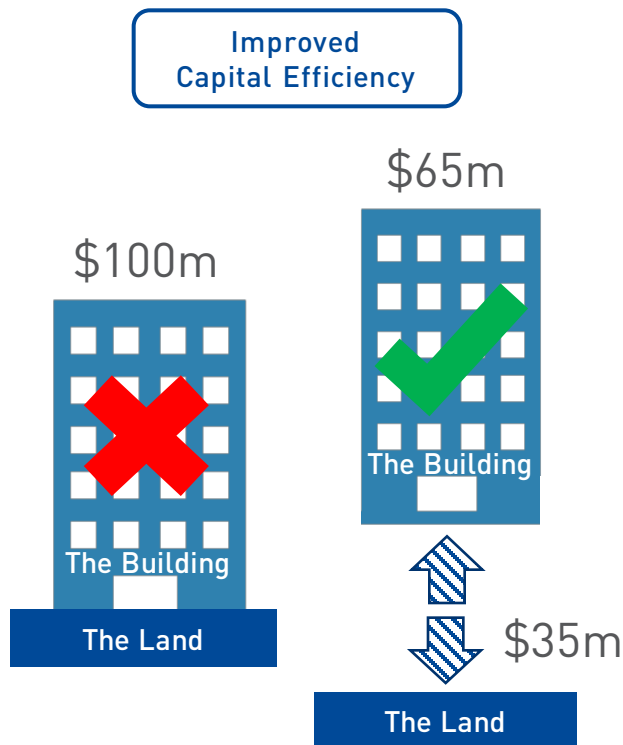 Improved
Capital Efficiency
$100m
The Building
The Land
$65m
The Building
$35m
The Land